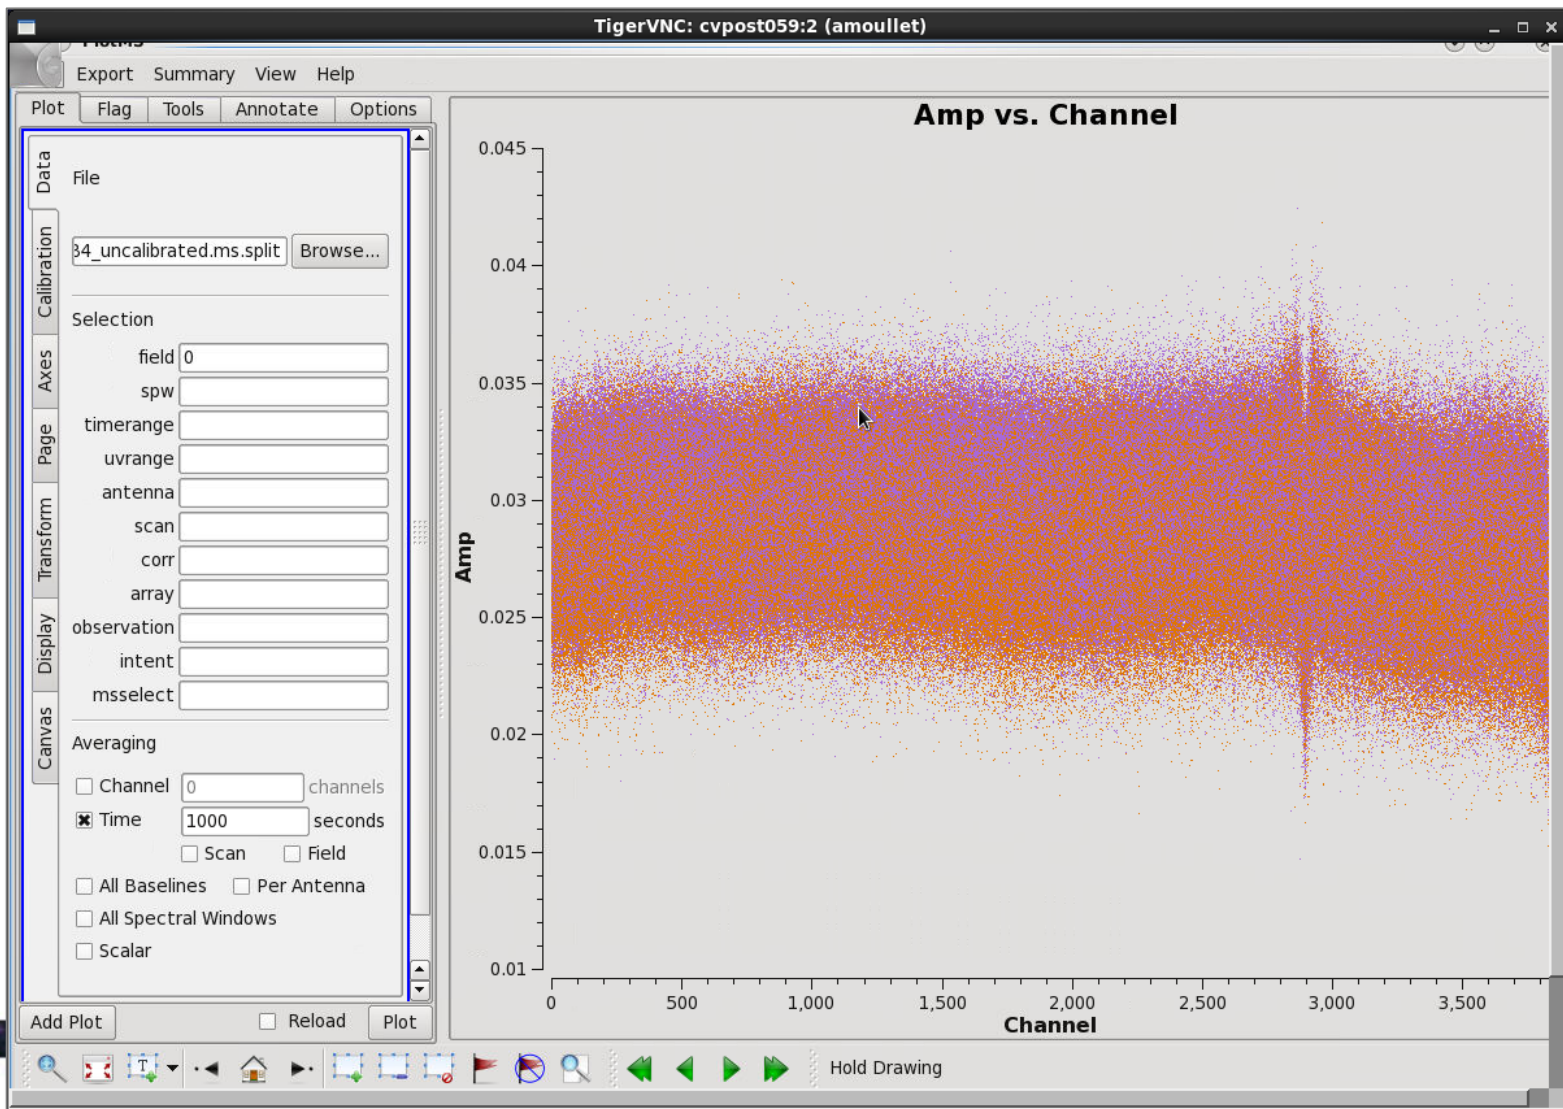 TigerVNC: cvpost059:2 (amoullet)
PlotMS
Export Summary View Help
Plot Flag Tools Annotate Options
Data
Calibration
Axes
Page
Transform
Display
Canvas
File
34_uncalibrated.ms.split Browse...
Selection
field 0
spw
timerange
uvrange
antenna
scan
corr
array
observation
intent
msselect
Averaging
Channel 0 channels
Time 1000 seconds
Scan Field
All Baselines Per Antenna
All Spectral Windows
Scalar
Add Plot Reload Plot
Amp vs. Channel
0.045
0.04
0.035
0.03
0.025
0.02
0.015
0.01
Amp
0 500 1,000 1,500 2,000 2,500 3,000 3,500
Channel
T
Hold Drawing